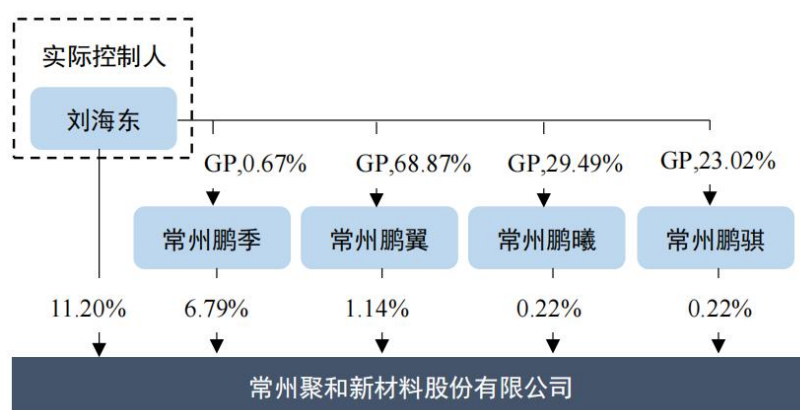 实际控制人
刘海东
GP,0.67%
GP,68.87%
GP,29.49%
GP,23.02%
常州鹏季
常州鹏翼
常州鹏曦
常州鹏骐
11.20%
6.79%
1.14%
0.22%
0.22%
常州聚和新材料股份有限公司